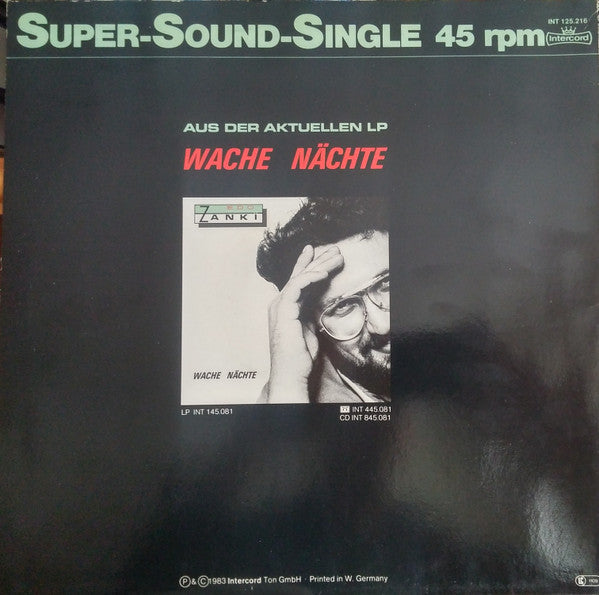 SUPER-SOUND-SINGLE 45 rpm
INT 125.216
Intercord
AUS DER AKTUELLEN LP
WACHE NÄCHTE
EDO
ZANKI
WACHE NÄCHTE
LP INT 145.081
INT 445.081
CD INT 845.081
Ⓟ & Ⓒ 1983 Intercord Ton GmbH · Printed in W. Germany